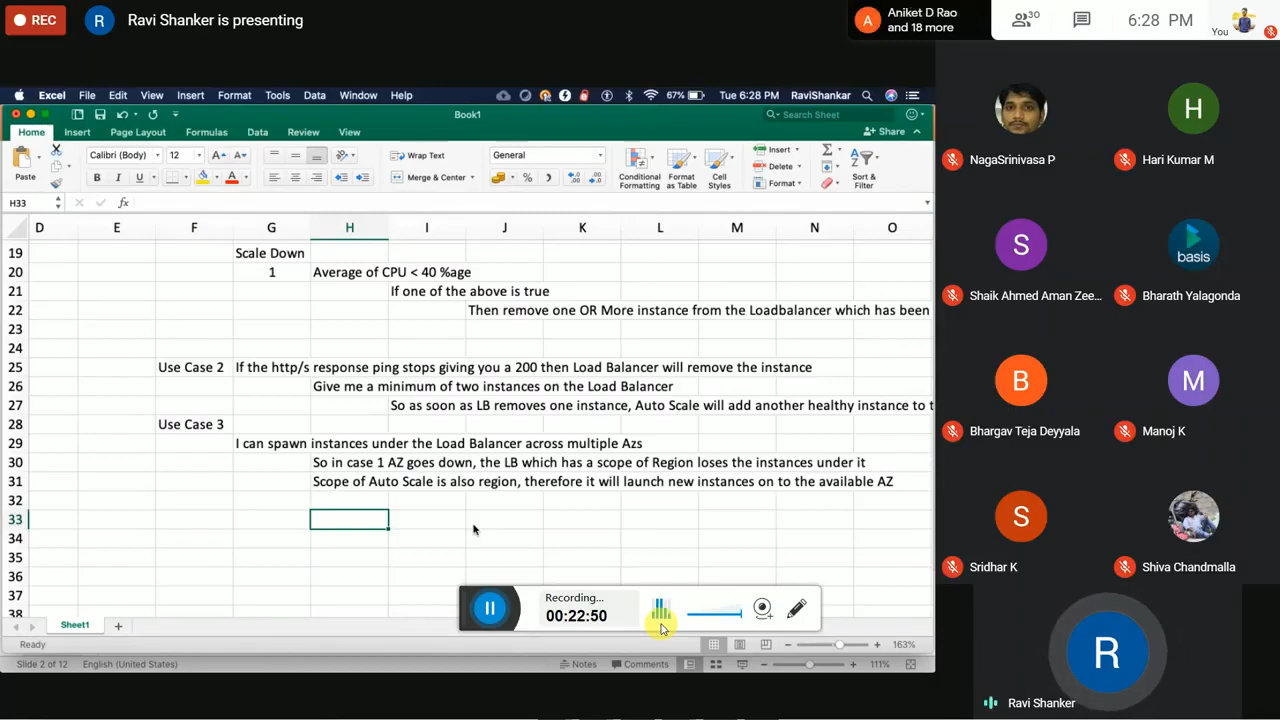 REC
R
Ravi Shanker is presenting
A
Aniket D Rao
and 18 more
30
6:28 PM
You
Excel File Edit View Insert Format Tools Data Window Help
67% Tue 6:28 PM RaviShankar
Book1
Search Sheet
Home Insert Page Layout Formulas Data Review View
Share
Paste
Calibri (Body) 12
Wrap Text
General
Conditional Formatting
Format as Table
Cell Styles
Insert
Delete
Format
Sort & Filter
B I U
Merge & Center
H33
fx
D E F G H I J K L M N O
19 Scale Down
20 1 Average of CPU < 40 %age
21 If one of the above is true
22 Then remove one OR More instance from the Loadbalancer which has been
23
24
25 Use Case 2 If the http/s response ping stops giving you a 200 then Load Balancer will remove the instance
26 Give me a minimum of two instances on the Load Balancer
27 So as soon as LB removes one instance, Auto Scale will add another healthy instance to t
28 Use Case 3
29 I can spawn instances under the Load Balancer across multiple Azs
30 So in case 1 AZ goes down, the LB which has a scope of Region loses the instances under it
31 Scope of Auto Scale is also region, therefore it will launch new instances on to the available AZ
32
33
34
35
36
37
38
Recording...
00:22:50
Sheet1
Ready
163%
Slide 2 of 12 English (United States)
Notes Comments
111%
NagaSrinivasa P
H
Hari Kumar M
S
Shaik Ahmed Aman Zee...
basis
Bharath Yalagonda
B
Bhargav Teja Deyyala
M
Manoj K
S
Sridhar K
Shiva Chandmalla
R
Ravi Shanker